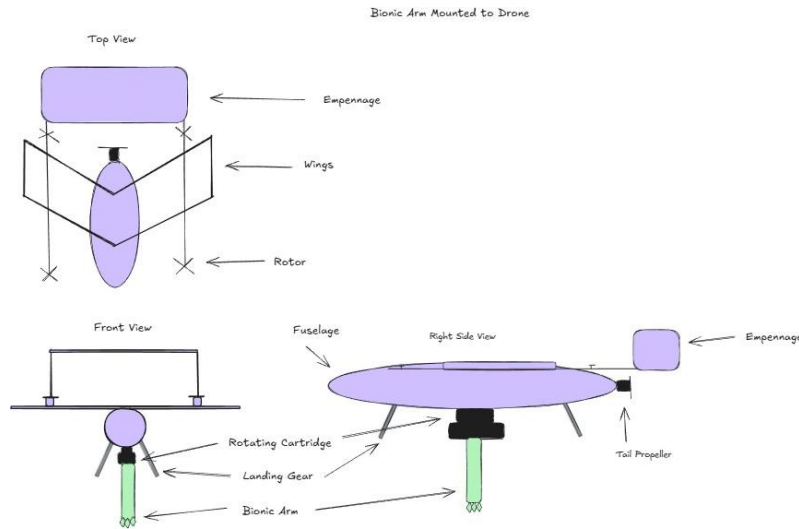 Bionic Arm Mounted to Drone
Top View
Empennage
Wings
Rotor
Front View
Fuselage
Right Side View
Empennage
Rotating Cartridge
Landing Gear
Tail Propeller
Bionic Arm